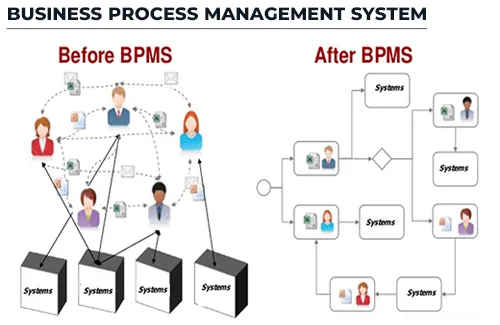 BUSINESS PROCESS MANAGEMENT SYSTEM
Before BPMS
After BPMS
Systems
Systems
Systems
Systems
Systems
Systems
Systems
Systems